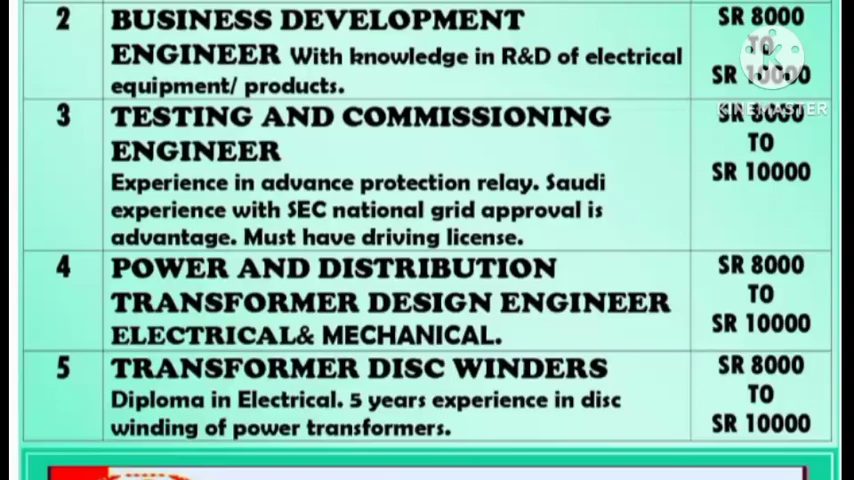 2
BUSINESS DEVELOPMENT
ENGINEER With knowledge in R&D of electrical
equipment/ products.
SR 8000
TO
SR 10000
KINEMASTER
3
TESTING AND COMMISSIONING
ENGINEER
Experience in advance protection relay. Saudi
experience with SEC national grid approval is
advantage. Must have driving license.
SR 8000
TO
SR 10000
4
POWER AND DISTRIBUTION
TRANSFORMER DESIGN ENGINEER
ELECTRICAL& MECHANICAL.
SR 8000
TO
SR 10000
5
TRANSFORMER DISC WINDERS
Diploma in Electrical. 5 years experience in disc
winding of power transformers.
SR 8000
TO
SR 10000